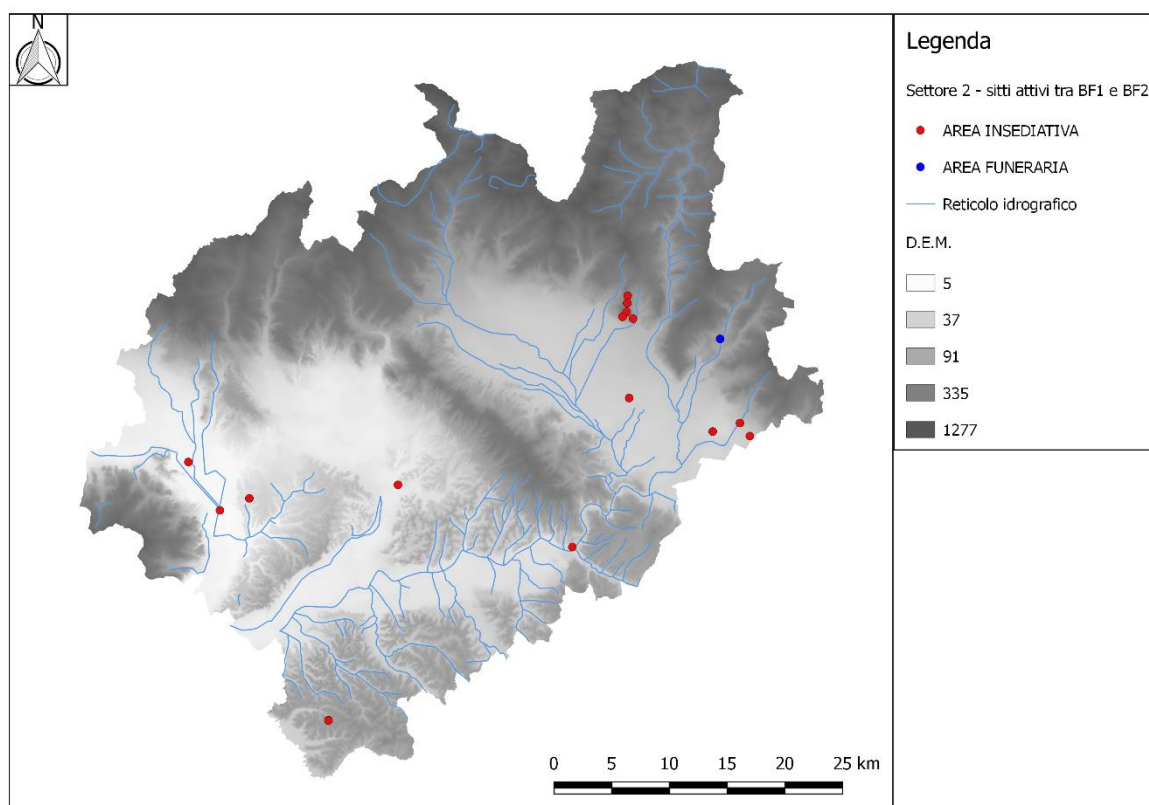 N
Legenda
Settore 2 - sitti attivi tra BF1 e BF2
AREA INSEDIATIVA
AREA FUNERARIA
Reticolo idrografico
D.E.M.
5
37
91
335
1277
0 5 10 15 20 25 km